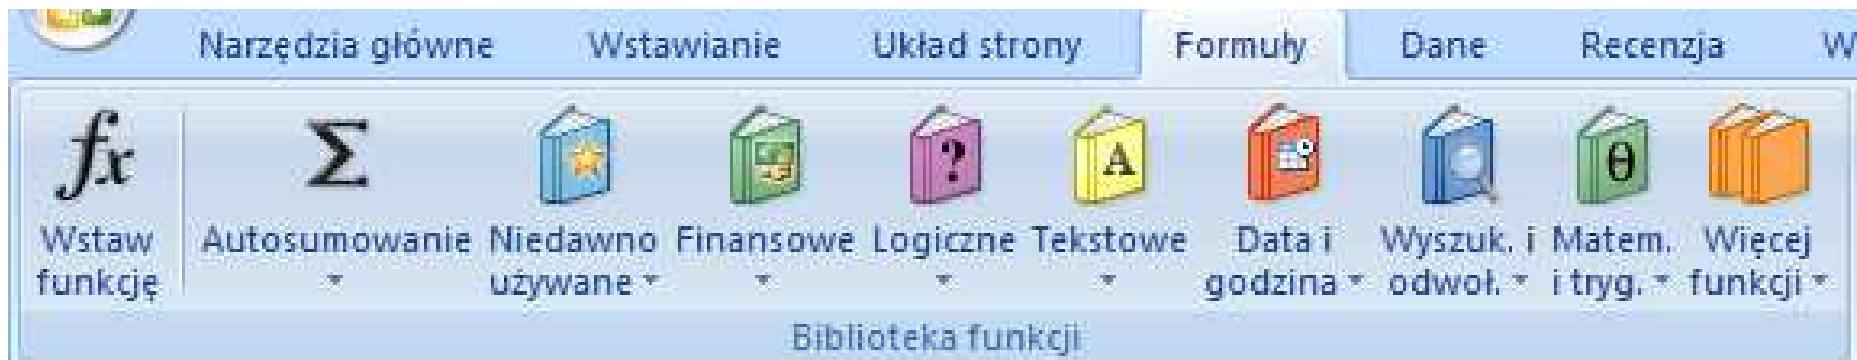 Narzędzia główne Wstawianie Układ strony Formuły Dane Recenzja W
fx Σ ? A θ
Wstaw funkcję
Autosumowanie
Niedawno używane
Finansowe
Logiczne
Tekstowe
Data i godzina
Wyszuk. i odwoł.
Matem. i tryg.
Więcej funkcji
Biblioteka funkcji